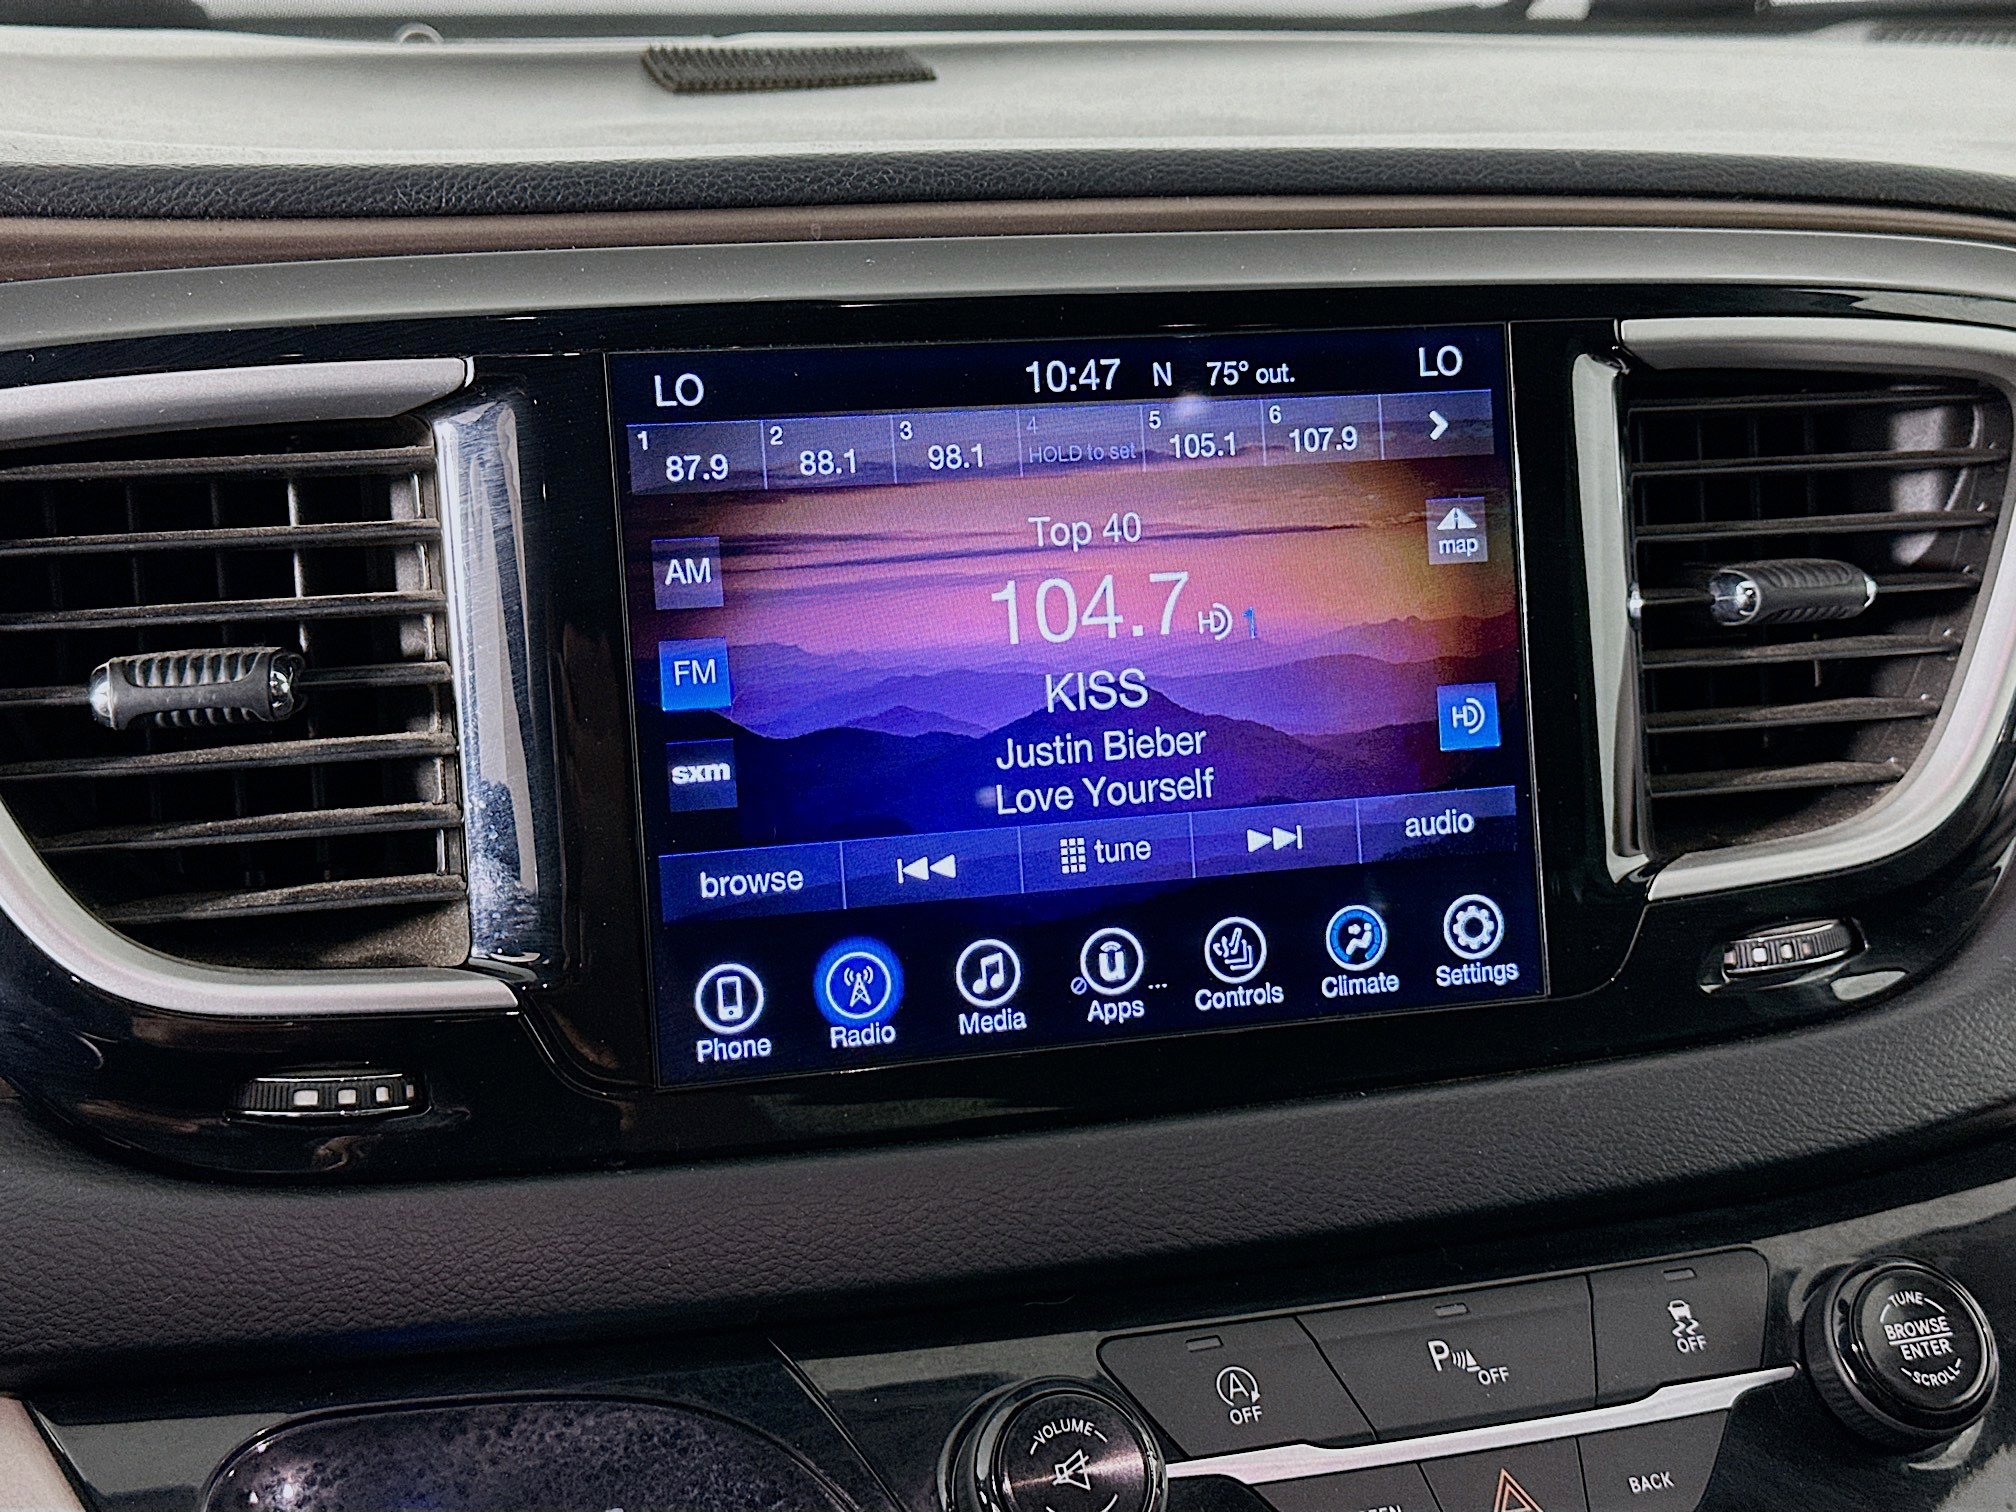 LO 10:47 N 75° out. LO
1 87.9 2 88.1 3 98.1 4 HOLD to set 5 105.1 6 107.9
Top 40
map
AM
104.7 HD 1
FM
KISS
HD
Justin Bieber
sxm
Love Yourself
browse tune audio
Phone Radio Media Apps ... Controls Climate Settings
A OFF
P OFF
OFF
TUNE
BROWSE
ENTER
SCROLL
VOLUME
BACK